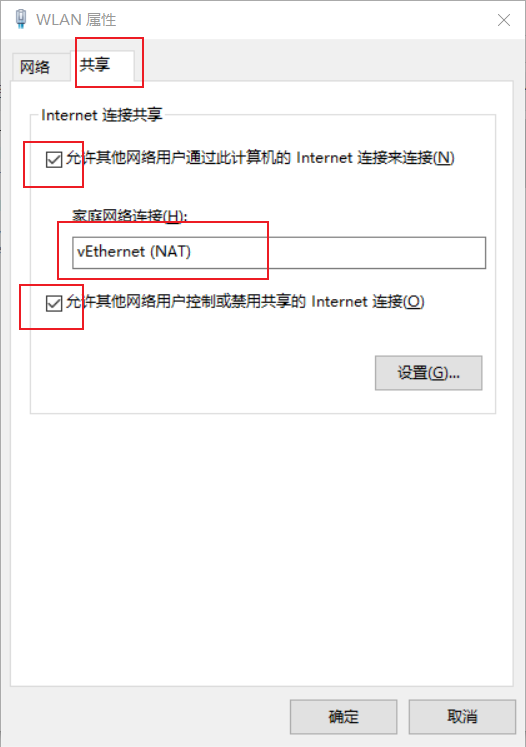 WLAN 属性
网络
共享
Internet 连接共享
允许其他网络用户通过此计算机的 Internet 连接来连接(N)
家庭网络连接(H):
vEthernet (NAT)
允许其他网络用户控制或禁用共享的 Internet 连接(O)
设置(G)...
确定
取消